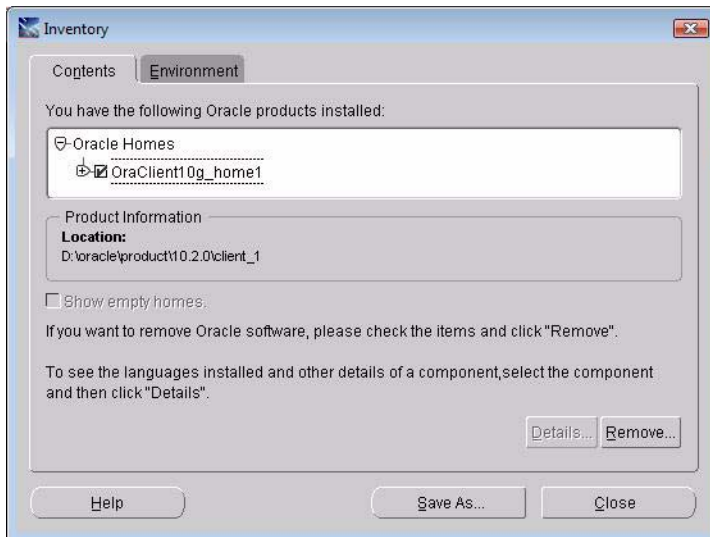 Inventory
Contents
Environment
You have the following Oracle products installed:
Oracle Homes
OraClient10g_home1
Product Information
Location:
D:\oracle\product\10.2.0\client_1
Show empty homes.
If you want to remove Oracle software, please check the items and click "Remove".
To see the languages installed and other details of a component,select the component
and then click "Details".
Details... Remove...
Help Save As... Close